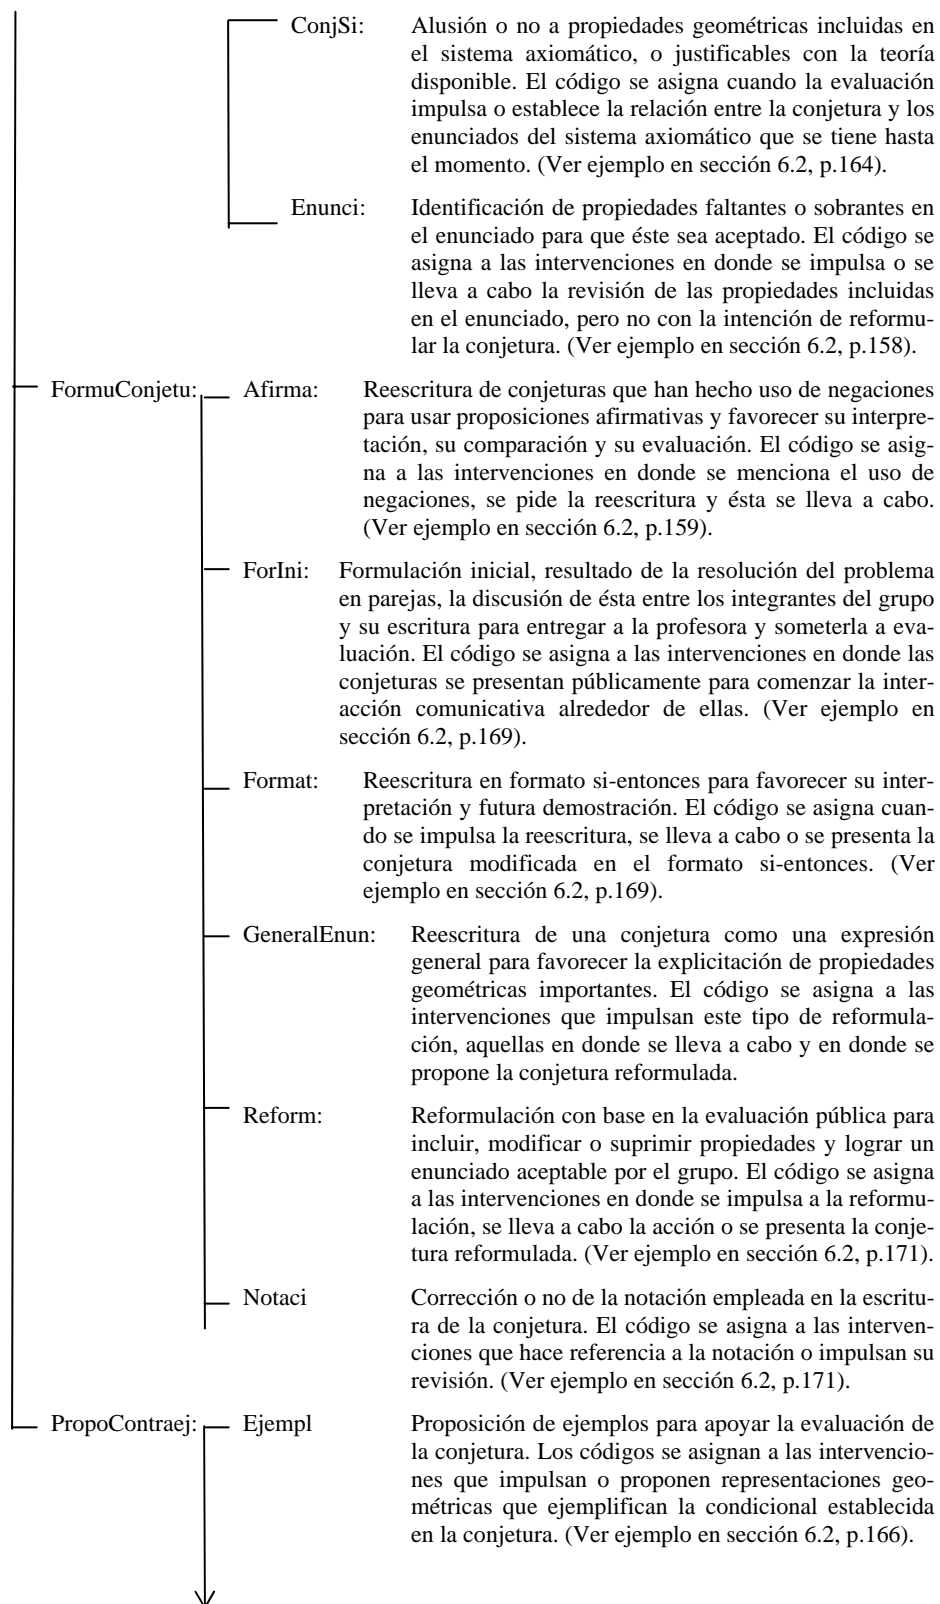 ConjSi: Alusión o no a propiedades geométricas incluidas en
el sistema axiomático, o justificables con la teoría
disponible. El código se asigna cuando la evaluación
impulsa o establece la relación entre la conjetura y los
enunciados del sistema axiomático que se tiene hasta
el momento. (Ver ejemplo en sección 6.2, p.164).
Enunci: Identificación de propiedades faltantes o sobrantes en
el enunciado para que éste sea aceptado. El código se
asigna a las intervenciones en donde se impulsa o se
lleva a cabo la revisión de las propiedades incluidas
en el enunciado, pero no con la intención de reformu-
lar la conjetura. (Ver ejemplo en sección 6.2, p.158).
FormuConjetu: Afirma: Reescritura de conjeturas que han hecho uso de negaciones
para usar proposiciones afirmativas y favorecer su interpre-
tación, su comparación y su evaluación. El código se asig-
na a las intervenciones en donde se menciona el uso de
negaciones, se pide la reescritura y ésta se lleva a cabo.
(Ver ejemplo en sección 6.2, p.159).
ForIni: Formulación inicial, resultado de la resolución del problema
en parejas, la discusión de ésta entre los integrantes del grupo
y su escritura para entregar a la profesora y someterla a eva-
luación. El código se asigna a las intervenciones en donde las
conjeturas se presentan públicamente para comenzar la inter-
acción comunicativa alrededor de ellas. (Ver ejemplo en
sección 6.2, p.169).
Format: Reescritura en formato si-entonces para favorecer su inter-
pretación y futura demostración. El código se asigna cuan-
do se impulsa la reescritura, se lleva a cabo o se presenta la
conjetura modificada en el formato si-entonces. (Ver
ejemplo en sección 6.2, p.169).
GeneralEnun: Reescritura de una conjetura como una expresión
general para favorecer la explicitación de propiedades
geométricas importantes. El código se asigna a las
intervenciones que impulsan este tipo de reformula-
ción, aquellas en donde se lleva a cabo y en donde se
propone la conjetura reformulada.
Reform: Reformulación con base en la evaluación pública para
incluir, modificar o suprimir propiedades y lograr un
enunciado aceptable por el grupo. El código se asigna
a las intervenciones en donde se impulsa a la reformu-
lación, se lleva a cabo la acción o se presenta la conje-
tura reformulada. (Ver ejemplo en sección 6.2, p.171).
Notaci Corrección o no de la notación empleada en la escritu-
ra de la conjetura. El código se asigna a las interven-
ciones que hace referencia a la notación o impulsan su
revisión. (Ver ejemplo en sección 6.2, p.171).
PropoContraej: Ejempl Proposición de ejemplos para apoyar la evaluación de
la conjetura. Los códigos se asignan a las intervencio-
nes que impulsan o proponen representaciones geo-
métricas que ejemplifican la condicional establecida
en la conjetura. (Ver ejemplo en sección 6.2, p.166).